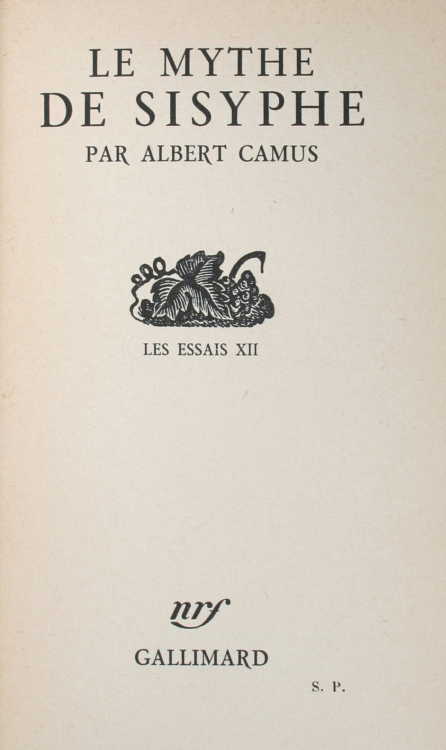 LE MYTHE
DE SISYPHE
PAR ALBERT CAMUS
LES ESSAIS XII
nrf
GALLIMARD
S. P.